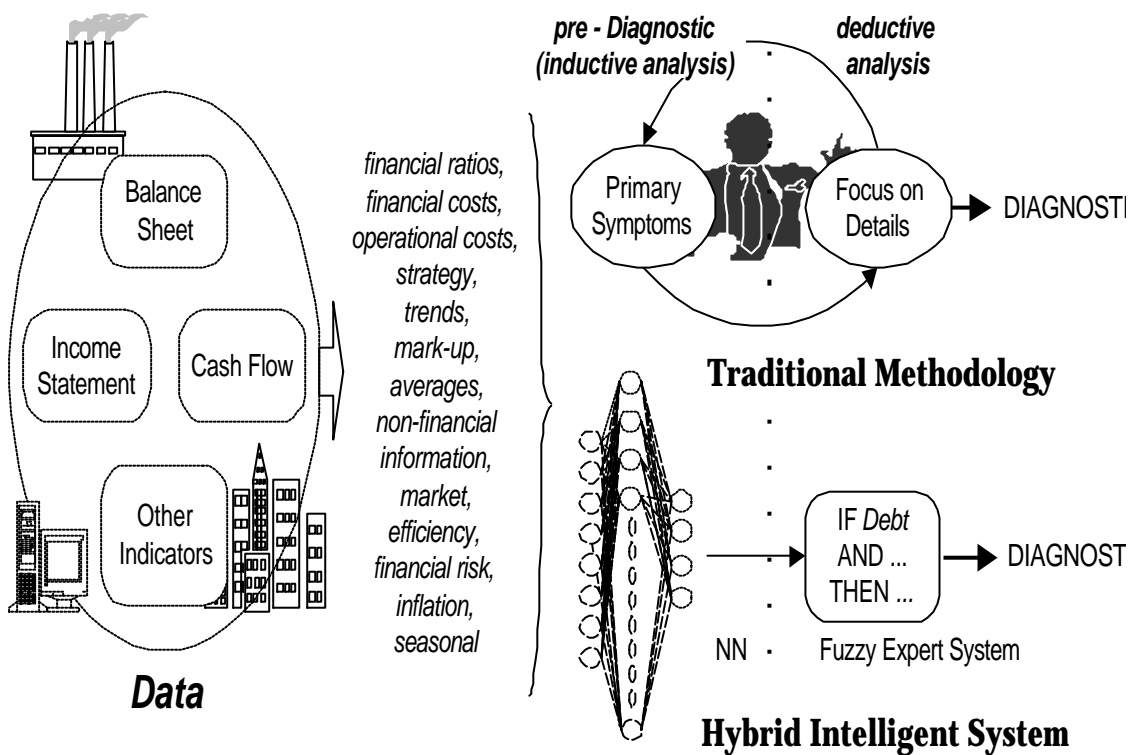 Balance
Sheet
Income
Statement
Cash Flow
Other
Indicators
Data
financial ratios,
financial costs,
operational costs,
strategy,
trends,
mark-up,
averages,
non-financial
information,
market,
efficiency,
financial risk,
inflation,
seasonal
pre - Diagnostic
(inductive analysis)
deductive
analysis
Primary
Symptoms
Focus on
Details
DIAGNOSTI
Traditional Methodology
IF Debt
AND ...
THEN ...
DIAGNOST
NN
Fuzzy Expert System
Hybrid Intelligent System